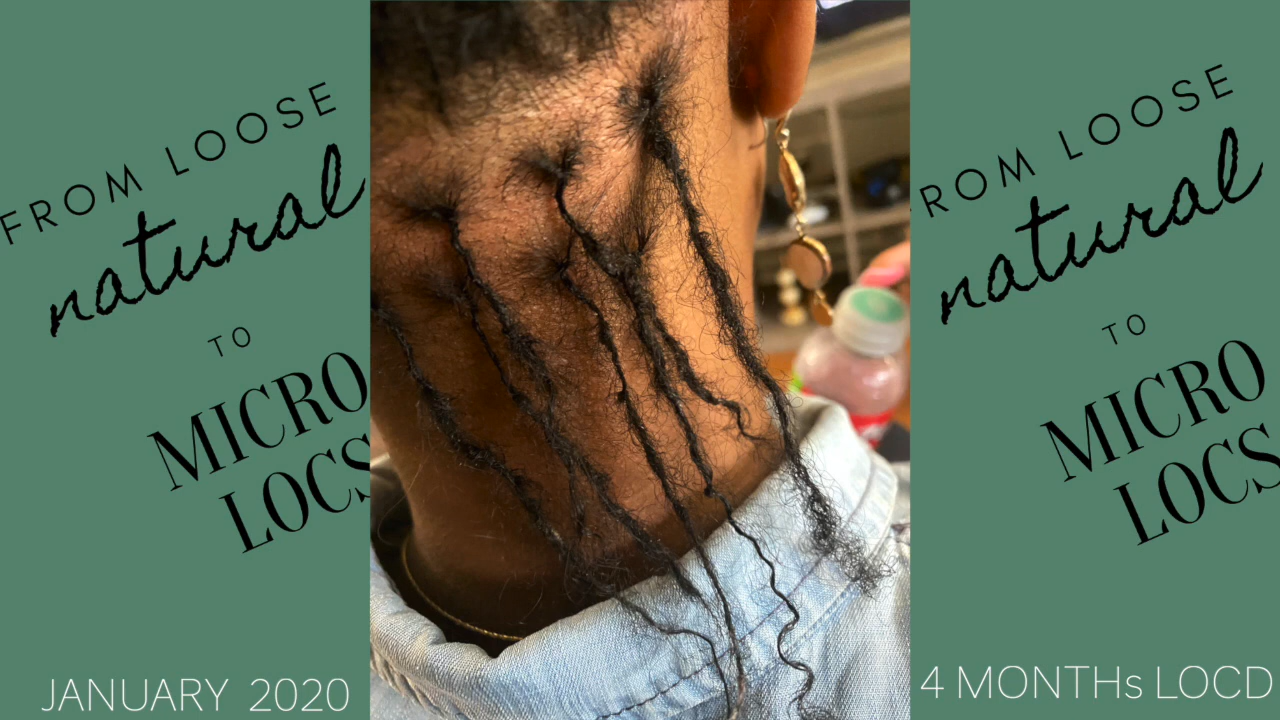 FROM LOOSE
natural
TO
MICRO
LOCS
JANUARY 2020
ROM LOOSE
natural
TO
MICRO
LOCS
4 MONTHs LOCD